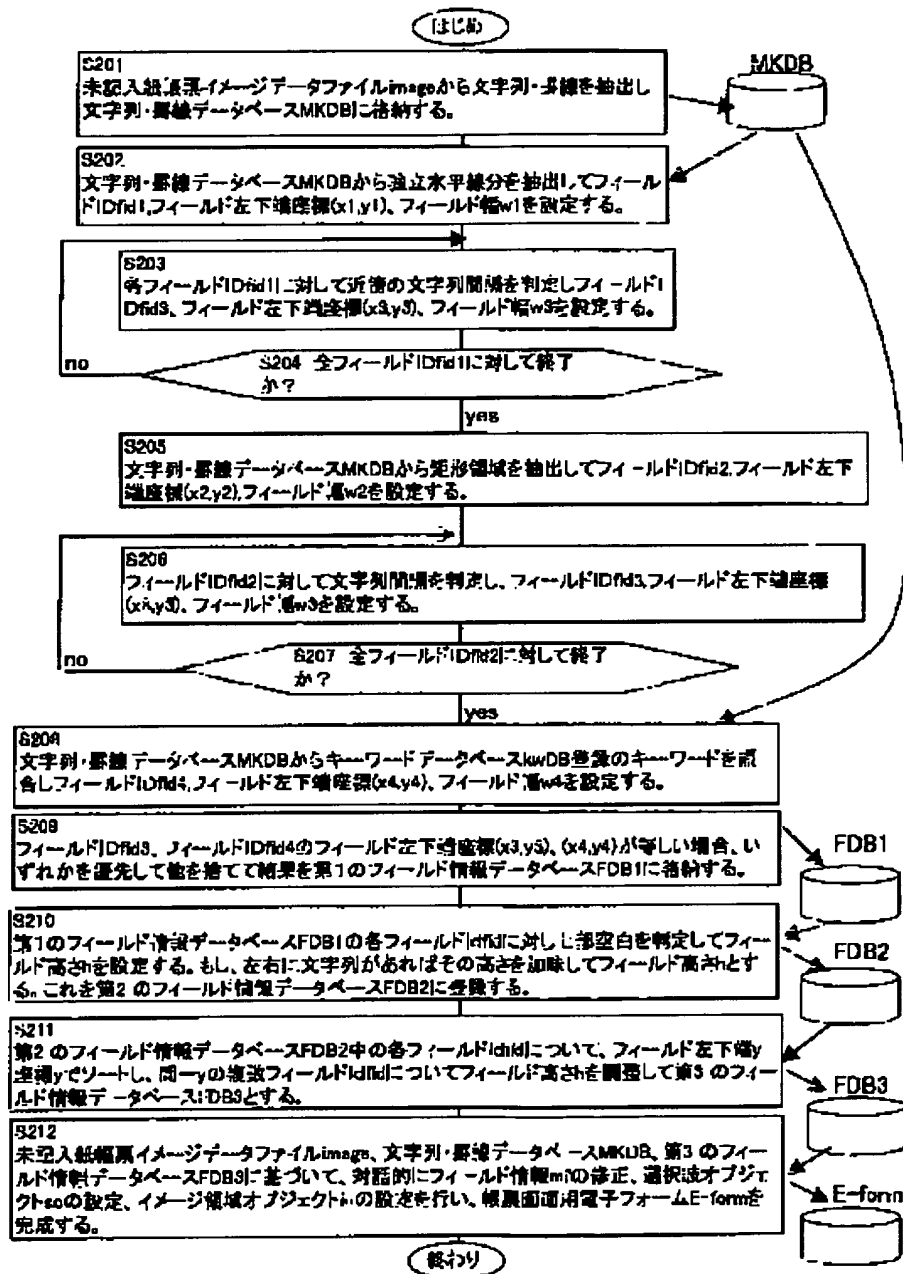 はじめ
S201
未記入紙帳票イメージデータファイルimageから文字列・罫線を抽出し
文字列・罫線データベースMKDBに格納する。
MKDB
S202
文字列・罫線データベースMKDBから独立水平線分を抽出してフィール
ドIDfid1,フィールド左下端座標(x1,y1)、フィールド幅w1を設定する。
S203
各フィールドIDfid1に対して近傍の文字列間隔を判定しフィールドI
Dfid3、フィールド左下端座標(x3,y3)、フィールド幅w3を設定する。
no
S204 全フィールドIDfid1に対して終了
か？
yes
S205
文字列・罫線データベースMKDBから矩形領域を抽出してフィールドIDfid2,フィールド左下
端座標(x2,y2),フィールド幅w2を設定する。
S206
フィールドIDfid2に対して文字列間隔を判定し、フィールドIDfid3,フィールド左下端座標
(x3,y3)、フィールド幅w3を設定する。
no
S207 全フィールドIDfid2に対して終了
か？
yes
S208
文字列・罫線データベースMKDBからキーワードデータベースkwDB登録のキーワードを照
合しフィールドIDfid4,フィールド左下端座標(x4,y4)、フィールド幅w4を設定する。
S209
フィールドIDfid3、フィールドIDfid4のフィールド左下端座標(x3,y3)、(x4,y4)が等しい場合、い
ずれかを優先して他を捨てて結果を第1のフィールド情報データベースFDB1に格納する。
FDB1
S210
第1のフィールド情報データベースFDB1の各フィールドidfidに対し上部空白を判定してフィー
ルド高さhを設定する。もし、左右に文字列があればその高さを加味してフィールド高さhとす
る。これを第2 のフィールド情報データベースFDB2に登録する。
FDB2
S211
第2 のフィールド情報データベースFDB2中の各フィールドidfidについて、フィールド左下端y
座標yでソートし、同一yの複数フィールドidfidについてフィールド高さhを調整して第3 のフィー
ルド情報データベースFDB3とする。
FDB3
S212
未記入紙帳票イメージデータファイルimage、文字列・罫線データベースMKDB、第3 のフィー
ルド情報データベースFDB3に基づいて、対話的にフィールド情報の修正、選択肢オブジェ
クトsoの設定、イメージ領域オブジェクトの設定を行い、帳票画面用電子フォームE-formを
完成する。
E-form
終わり